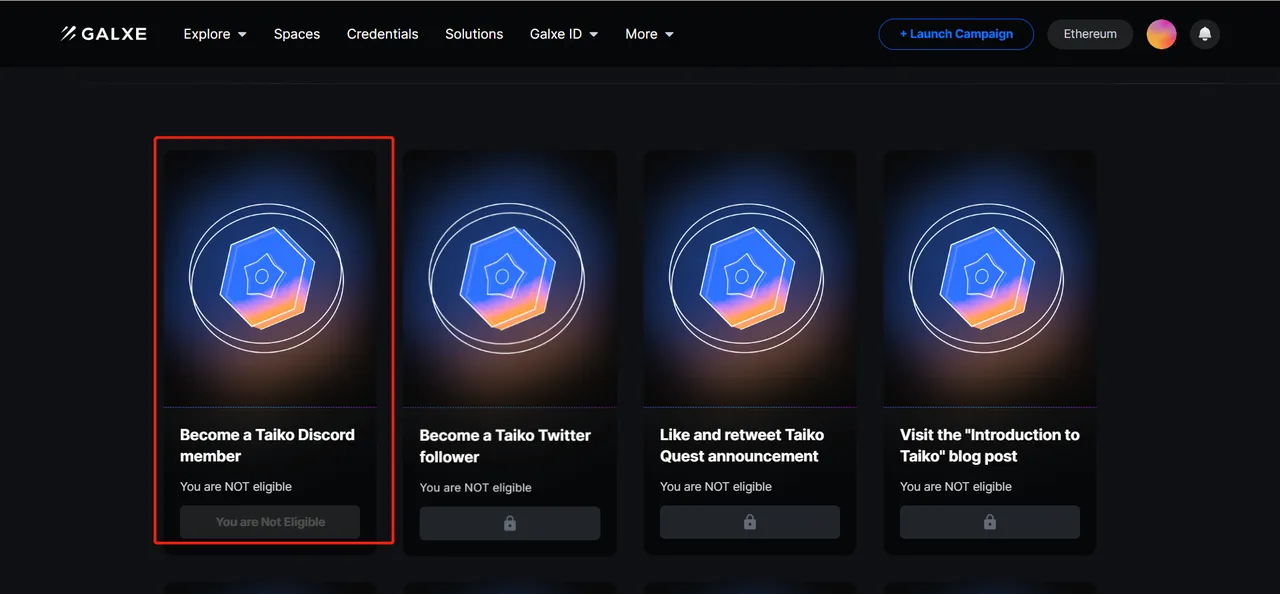 GALXE Explore Spaces Credentials Solutions Galxe ID More + Launch Campaign Ethereum
Become a Taiko Discord
member
You are NOT eligible
You are Not Eligible
Become a Taiko Twitter
follower
You are NOT eligible
Like and retweet Taiko
Quest announcement
You are NOT eligible
Visit the "Introduction to
Taiko" blog post
You are NOT eligible